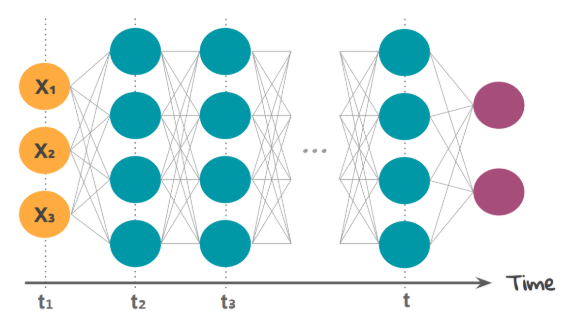 X₁
X₂
X₃
...
Time
t₁ t₂ t₃ t